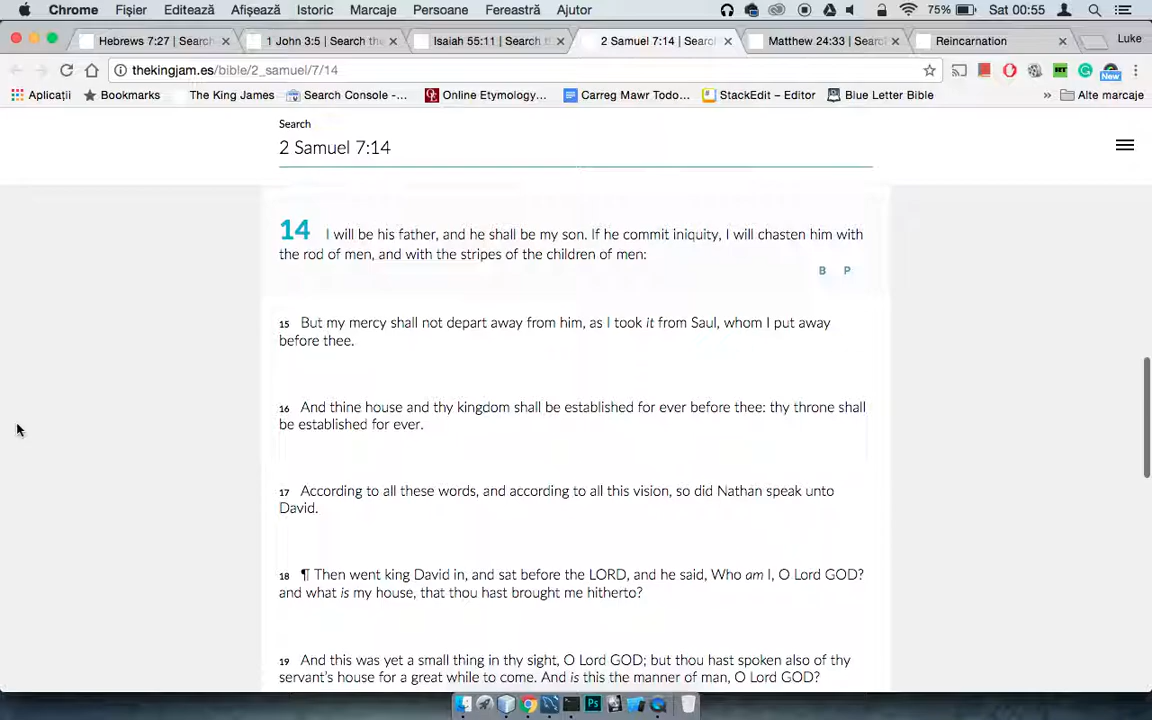 Chrome Fișier Editează Afișează Istoric Marcaje Persoane Fereastră Ajutor 75% Sat 00:55
Hebrews 7:27 | Search 1 John 3:5 | Search the Isaiah 55:11 | Search 2 Samuel 7:14 | Search Matthew 24:33 | Search Reincarnation Luke
thekingjam.es/bible/2_samuel/7/14 New
Aplicații Bookmarks The King James Search Console -... Online Etymology... Carreg Mawr Todo... StackEdit – Editor Blue Letter Bible » Alte marcaje
Search
2 Samuel 7:14
14 I will be his father, and he shall be my son. If he commit iniquity, I will chasten him with
the rod of men, and with the stripes of the children of men:
B P
15 But my mercy shall not depart away from him, as I took it from Saul, whom I put away
before thee.
16 And thine house and thy kingdom shall be established for ever before thee: thy throne shall
be established for ever.
17 According to all these words, and according to all this vision, so did Nathan speak unto
David.
18 ¶ Then went king David in, and sat before the LORD, and he said, Who am I, O Lord GOD?
and what is my house, that thou hast brought me hitherto?
19 And this was yet a small thing in thy sight, O Lord GOD; but thou hast spoken also of thy
servant's house for a great while to come. And is this the manner of man, O Lord GOD?
Ps